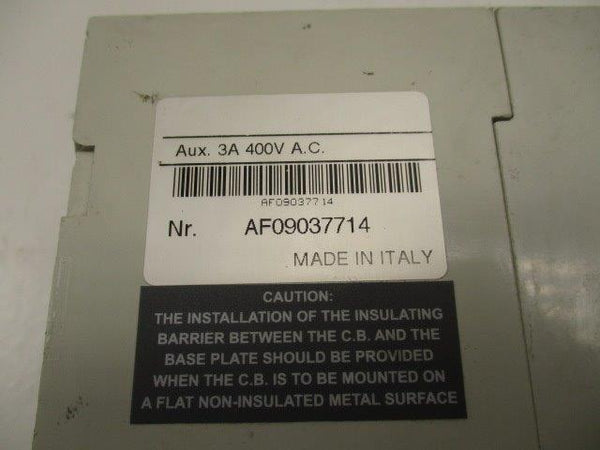 Aux. 3A 400V A.C.
AF09037714
Nr. AF09037714
MADE IN ITALY
CAUTION:
THE INSTALLATION OF THE INSULATING
BARRIER BETWEEN THE C.B. AND THE
BASE PLATE SHOULD BE PROVIDED
WHEN THE C.B. IS TO BE MOUNTED ON
A FLAT NON-INSULATED METAL SURFACE